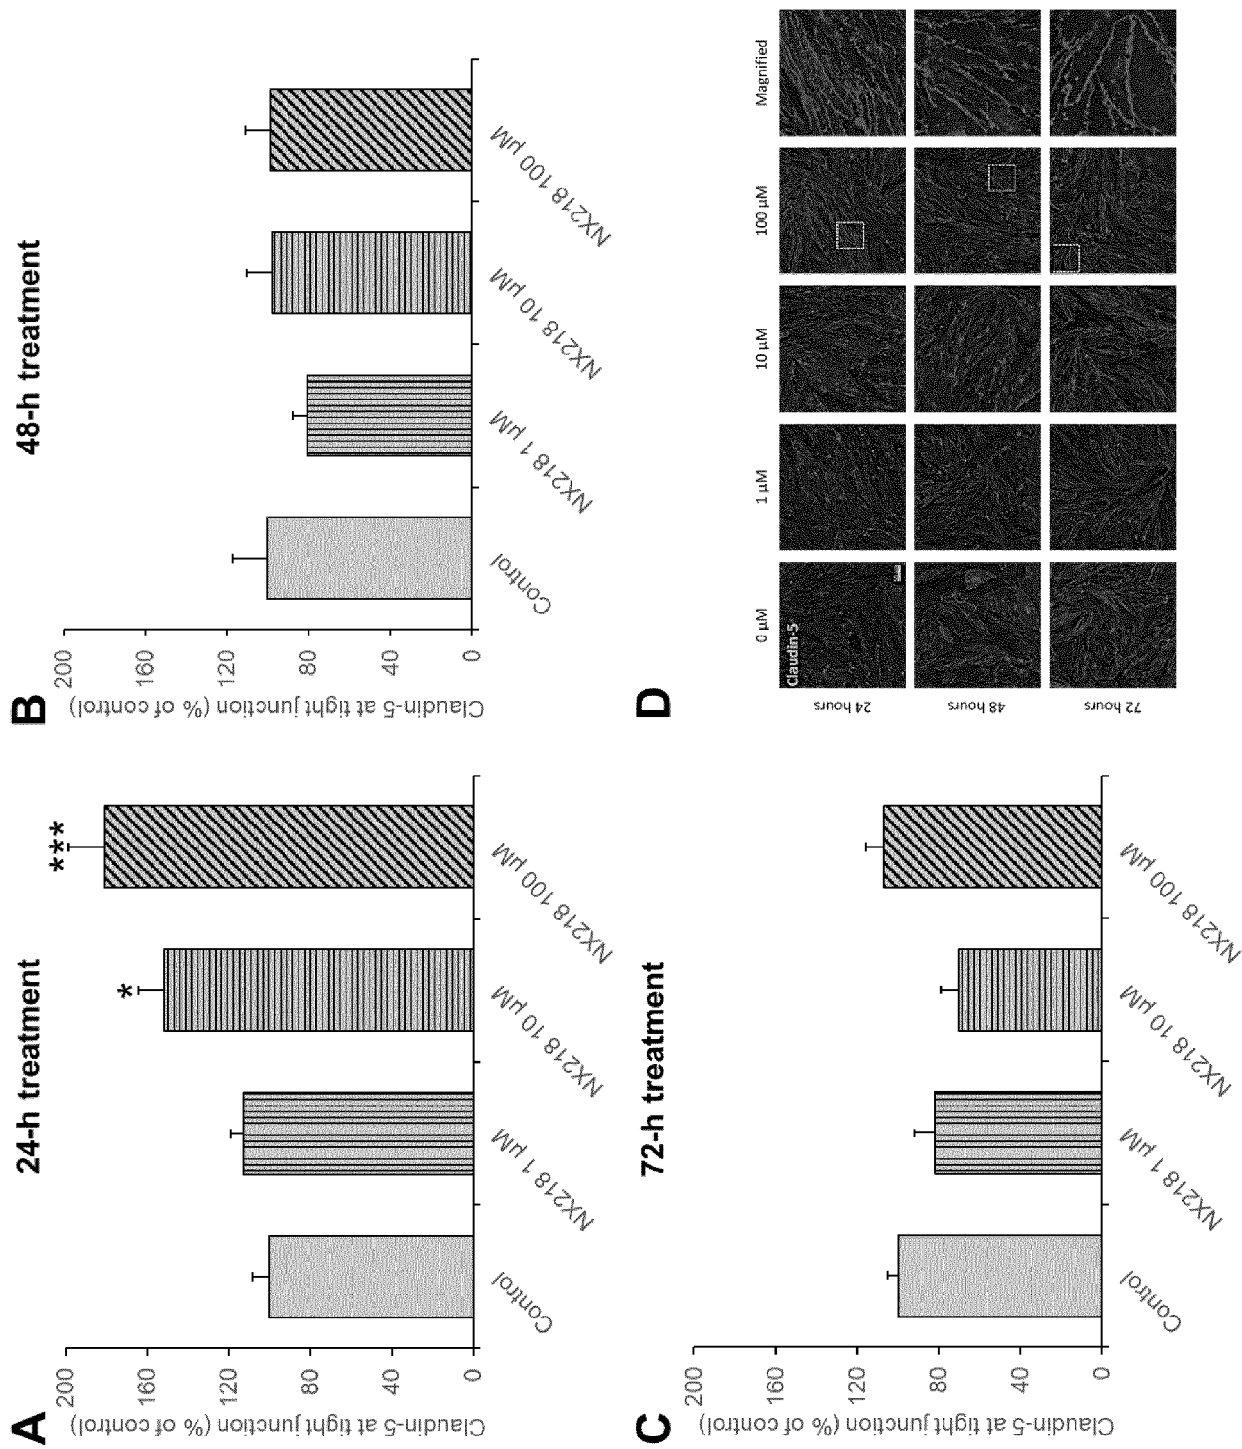 A
24-h treatment
Claudin-5 at tight junction (% of control)
200
160
120
80
40
0
*
***
Control
NX218 1 µM
NX218 10 µM
NX218 100 µM
B
48-h treatment
Claudin-5 at tight junction (% of control)
200
160
120
80
40
0
Control
NX218 1 µM
NX218 10 µM
NX218 100 µM
C
72-h treatment
Claudin-5 at tight junction (% of control)
200
160
120
80
40
0
Control
NX218 1 µM
NX218 10 µM
NX218 100 µM
D
0 µM
1 µM
10 µM
100 µM
Magnified
Claudin-5
24 hours
48 hours
72 hours